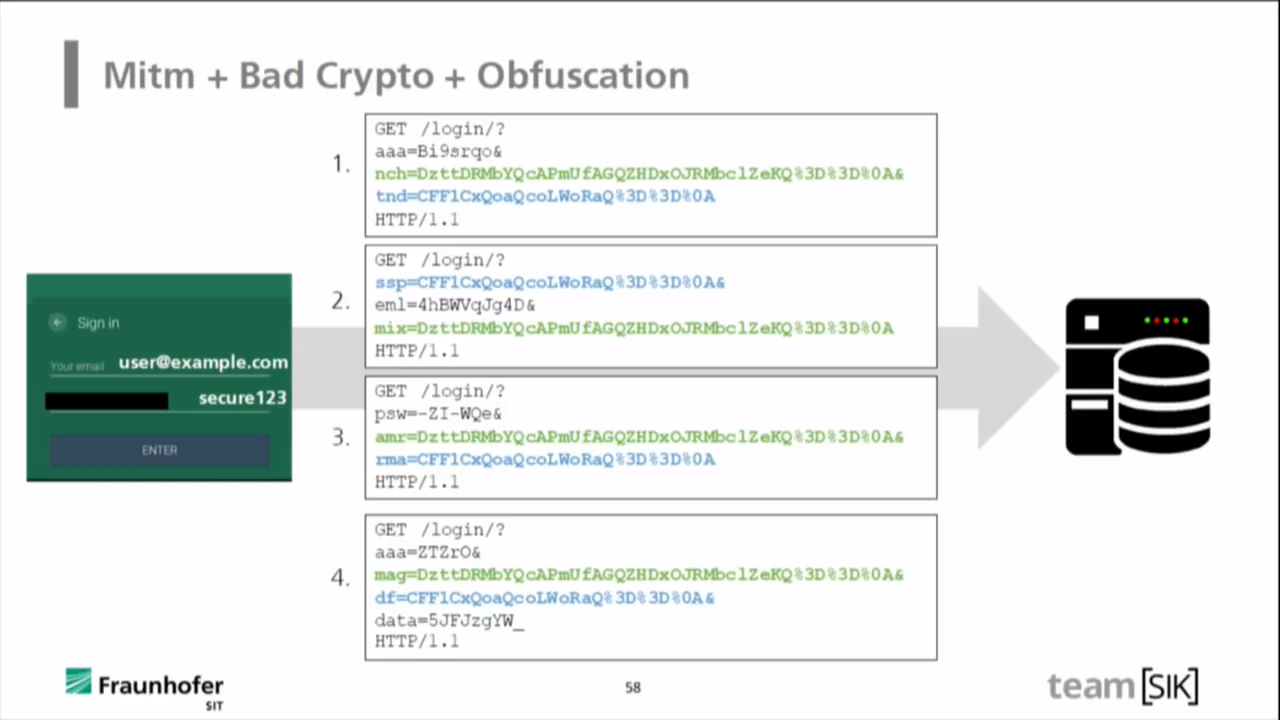 Mitm + Bad Crypto + Obfuscation
1.
GET /login/?
aaa=Bi9srqo&
nch=DzttDRMbYQcAPmUfAGQZHDxOJRMbclZeKQ%3D%3D%0A&
tnd=CFF1CxQoaQcoLWoRaQ%3D%3D%0A
HTTP/1.1
2.
GET /login/?
ssp=CFF1CxQoaQcoLWoRaQ%3D%3D%0A&
eml=4hBWVqJg4D&
mix=DzttDRMbYQcAPmUfAGQZHDxOJRMbclZeKQ%3D%3D%0A
HTTP/1.1
Sign in
Your email user@example.com
secure123
ENTER
3.
GET /login/?
psw=-ZI-WQe&
amr=DzttDRMbYQcAPmUfAGQZHDxOJRMbclZeKQ%3D%3D%0A&
rma=CFF1CxQoaQcoLWoRaQ%3D%3D%0A
HTTP/1.1
4.
GET /login/?
aaa=ZTZrO&
mag=DzttDRMbYQcAPmUfAGQZHDxOJRMbclZeKQ%3D%3D%0A&
df=CFF1CxQoaQcoLWoRaQ%3D%3D%0A&
data=5JFJzgYW_
HTTP/1.1
Fraunhofer
SIT
58
team[SIK]